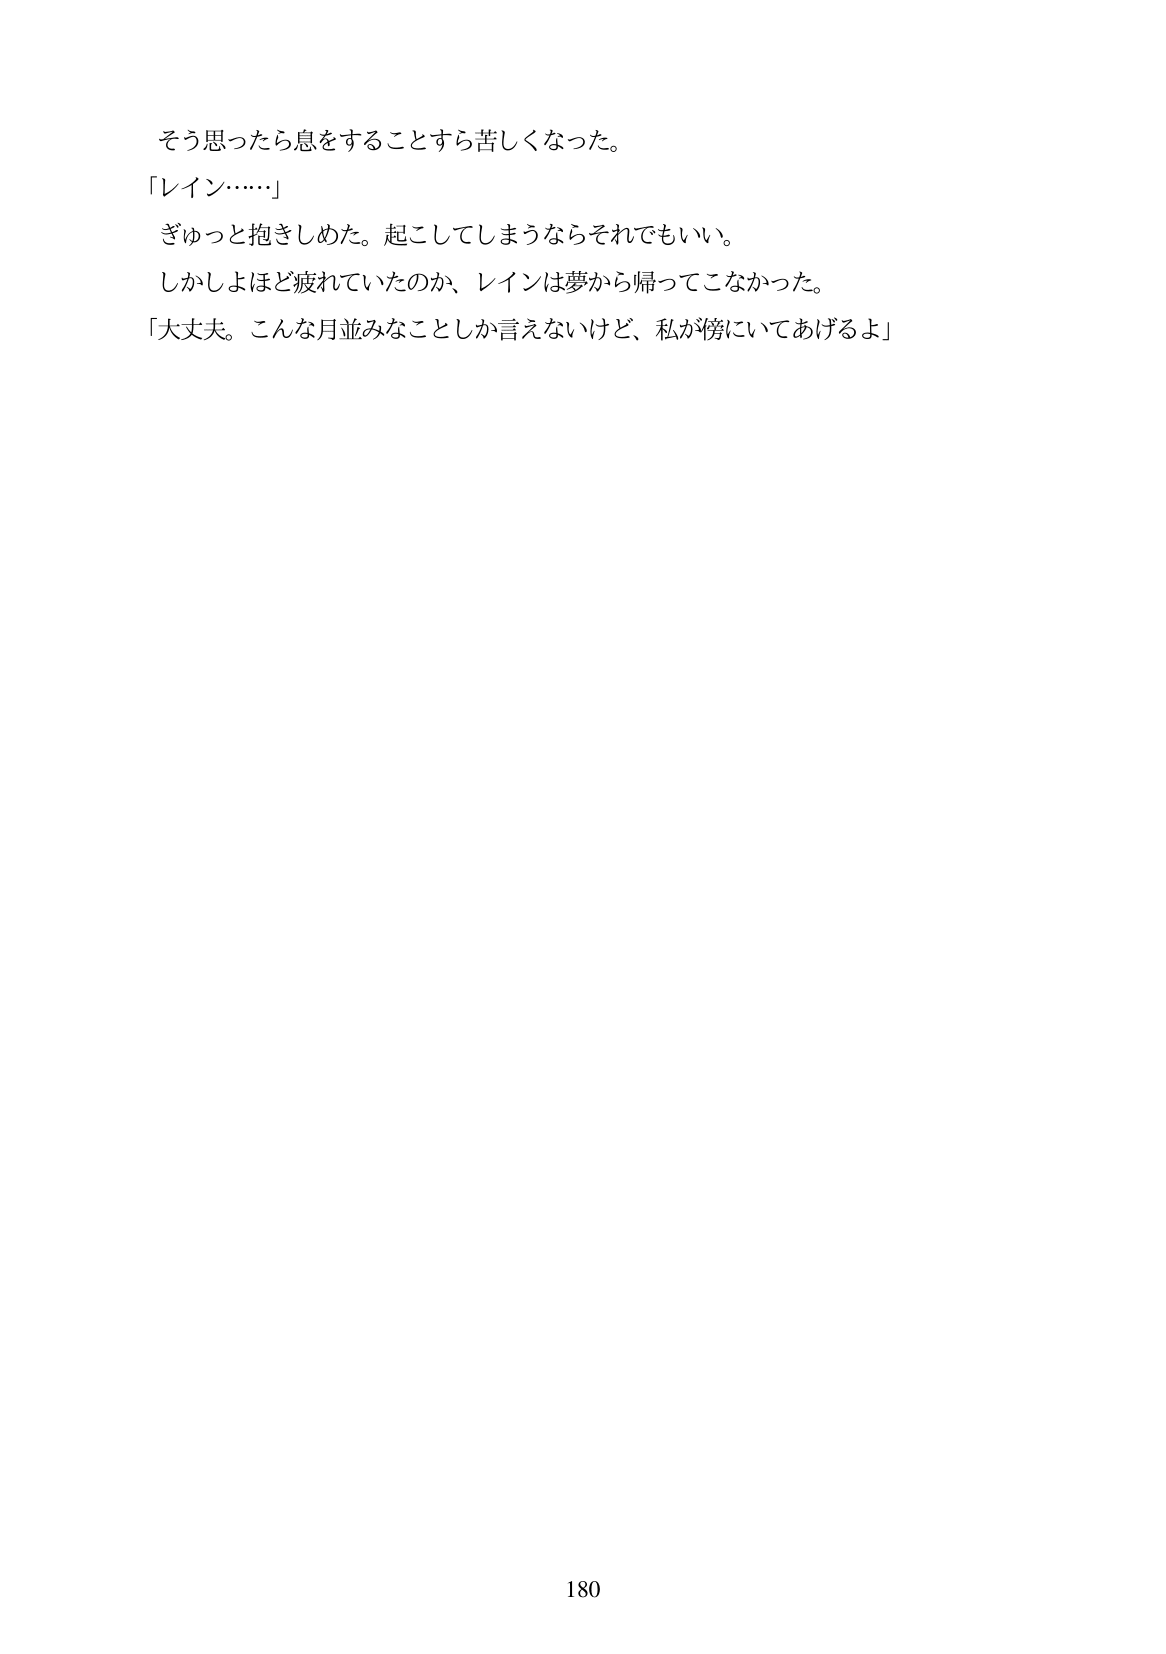 そう思ったら息をすることすら苦しくなった。
「レイン……」
　ぎゅっと抱きしめた。起こしてしまうならそれでもいい。
　しかしよほど疲れていたのか、レインは夢から帰ってこなかった。
「大丈夫。こんな月並みなことしか言えないけど、私が傍にいてあげるよ」
180